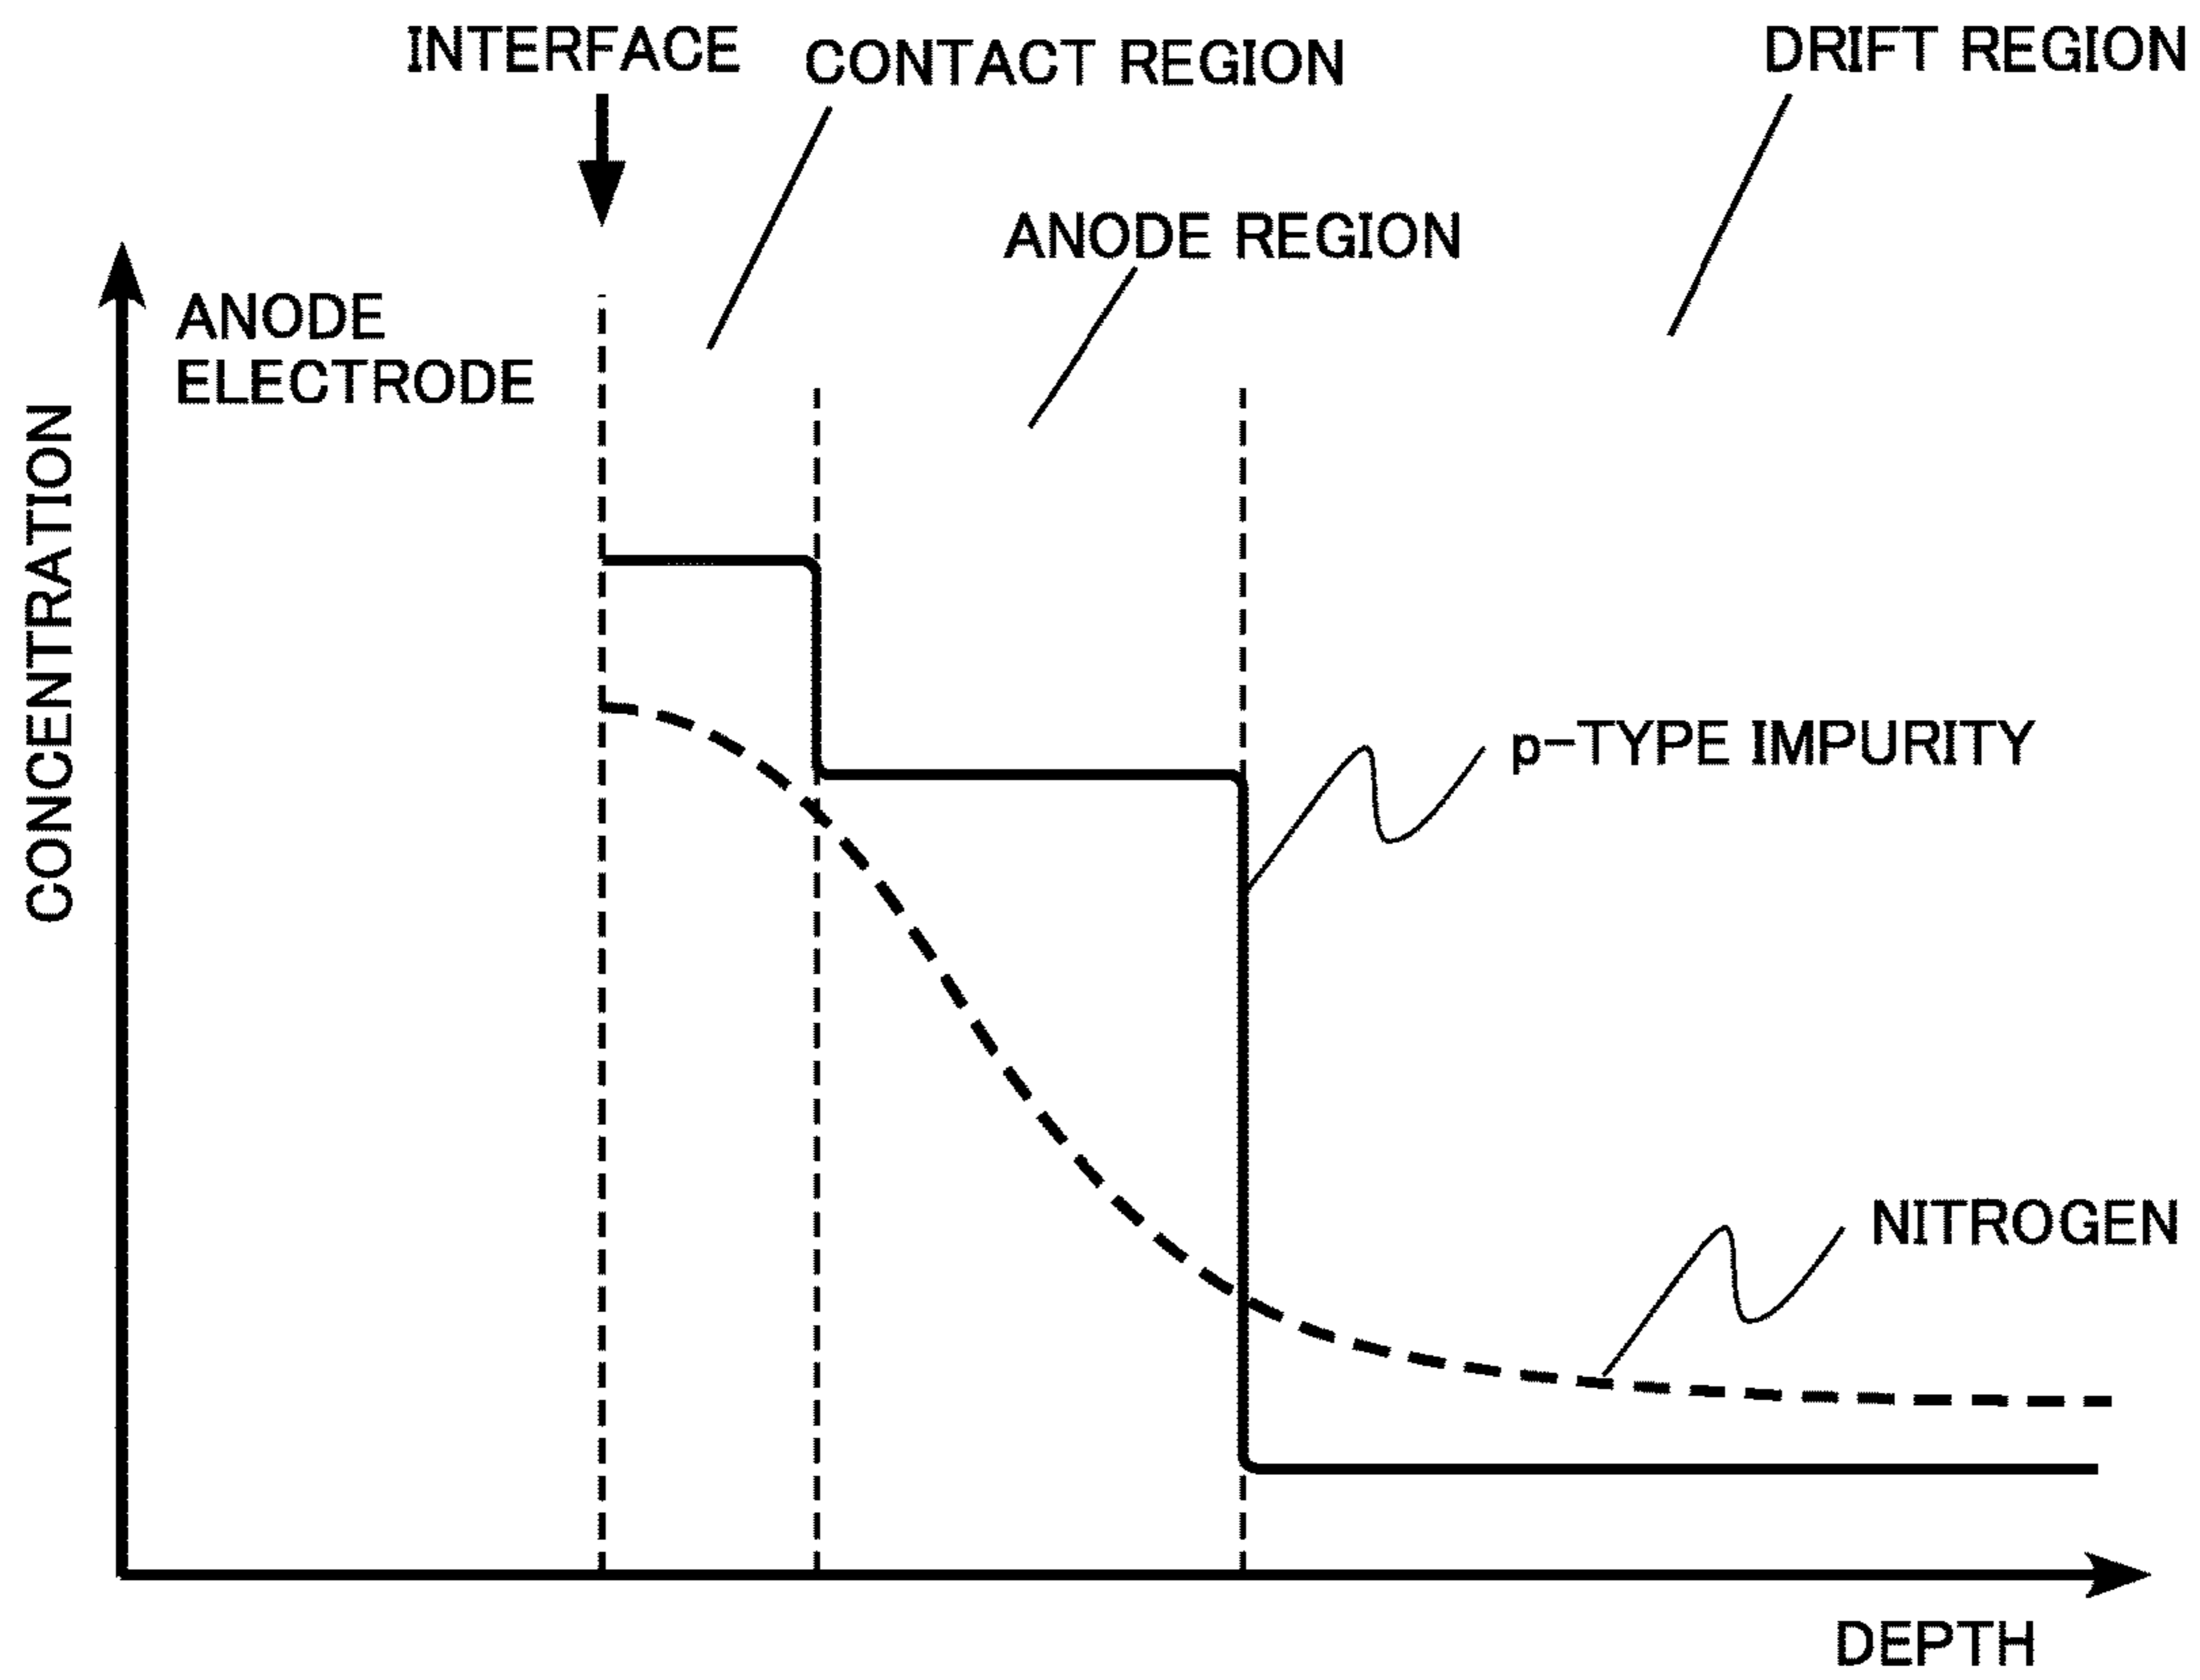 INTERFACE
CONTACT REGION
DRIFT REGION
ANODE REGION
ANODE
ELECTRODE
CONCENTRATION
p-TYPE IMPURITY
NITROGEN
DEPTH